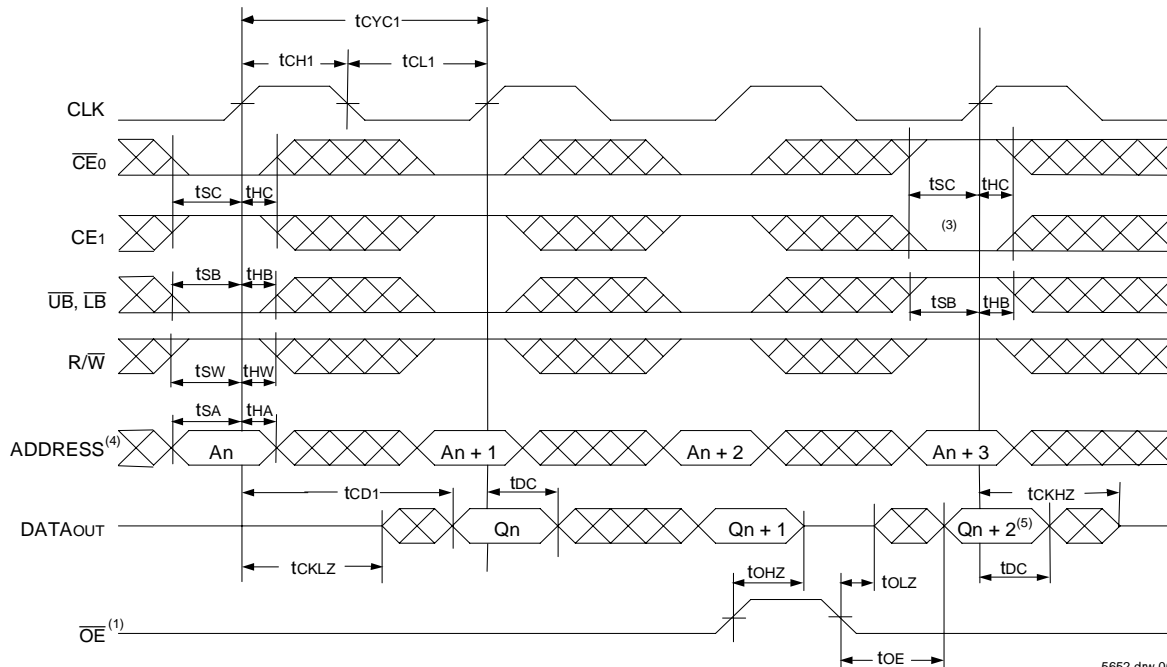 tCYC1
tCH1 tCL1
CLK
CE0
tSC tHC tSC tHC
CE1 (3)
tSB tHB
UB, LB
tSB tHB
R/W
tSW tHW
tSA tHA
ADDRESS(4) An An + 1 An + 2 An + 3
tCD1 tDC tCKHZ
DATAOUT Qn Qn + 1 Qn + 2(5)
tCKLZ tOHZ tOLZ tDC
OE (1)
tOE